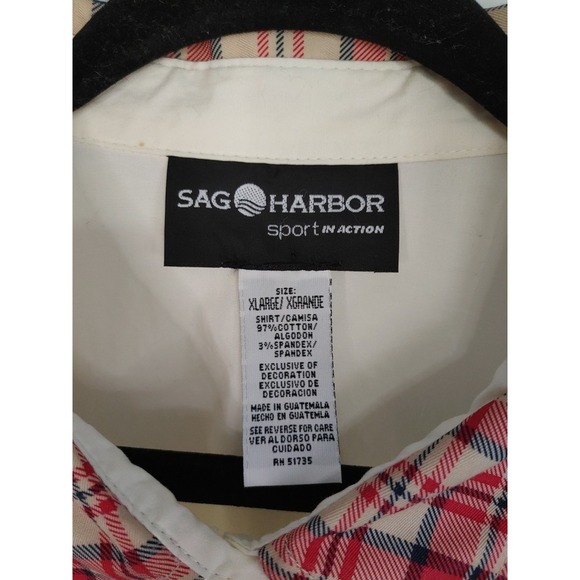 SAG HARBOR
sport IN ACTION
SIZE:
XLARGE/ XGRANDE
SHIRT/CAMISA
97%COTTON/
ALGODON
3%SPANDEX/
SPANDEX
EXCLUSIVE OF
DECORATION
EXCLUSIVO DE
DECORACION
MADE IN GUATEMALA
HECHO EN GUATEMLA
SEE REVERSE FOR CARE
VER AL DORSO PARA
CUIDADO
RN 51735